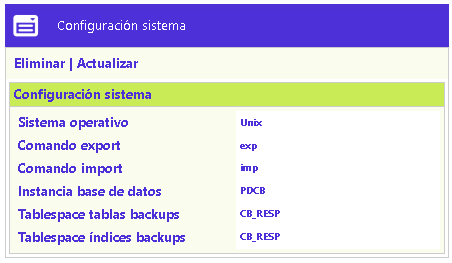 Configuración sistema
Eliminar | Actualizar
Configuración sistema
Sistema operativo Unix
Comando export exp
Comando import imp
Instancia base de datos PDCB
Tablespace tablas backups CB_RESP
Tablespace índices backups CB_RESP